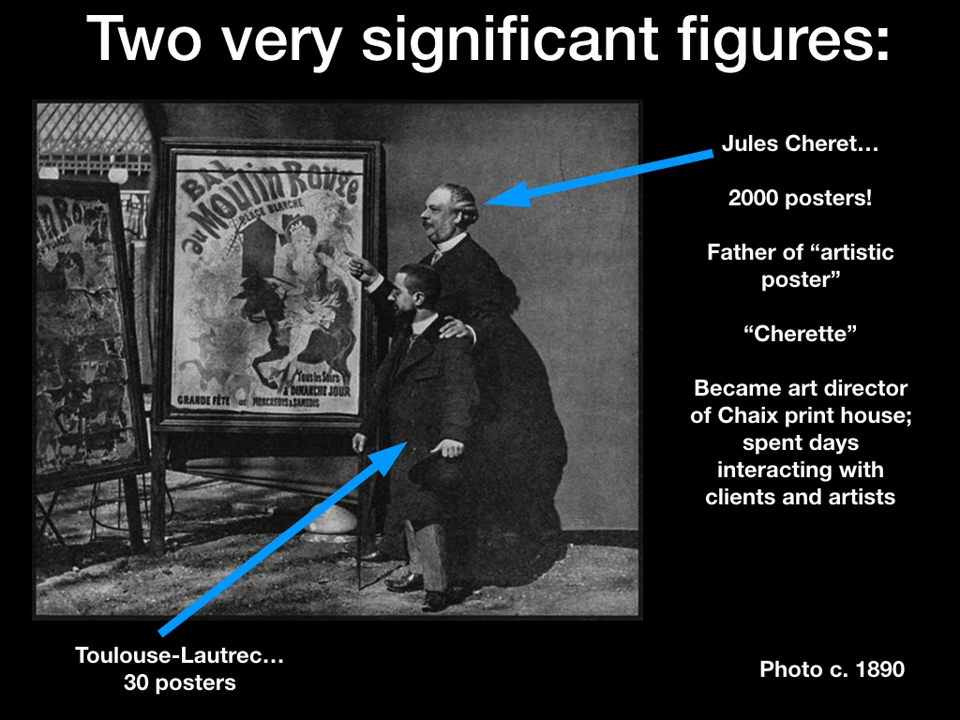 Two very significant figures:
Jules Cheret…
2000 posters!
Father of “artistic
poster”
“Cherette”
Became art director
of Chaix print house;
spent days
interacting with
clients and artists
BAL
au MOULIN ROUGE
PLACE BLANCHE
Tous les Soirs
& DIMANCHE JOUR
GRANDE FÊTE les MERCREDIS & SAMEDIS
Toulouse-Lautrec…
30 posters
Photo c. 1890